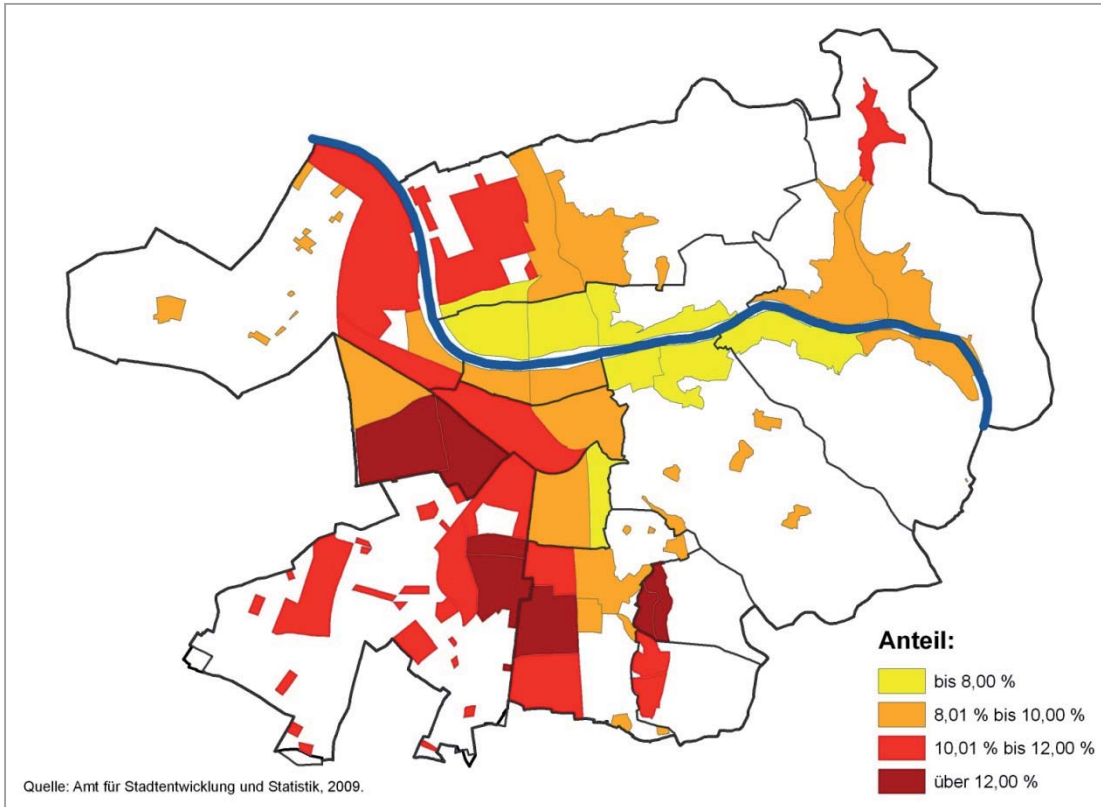 Anteil:
bis 8,00 %
8,01 % bis 10,00 %
10,01 % bis 12,00 %
über 12,00 %
Quelle: Amt für Stadtentwicklung und Statistik, 2009.